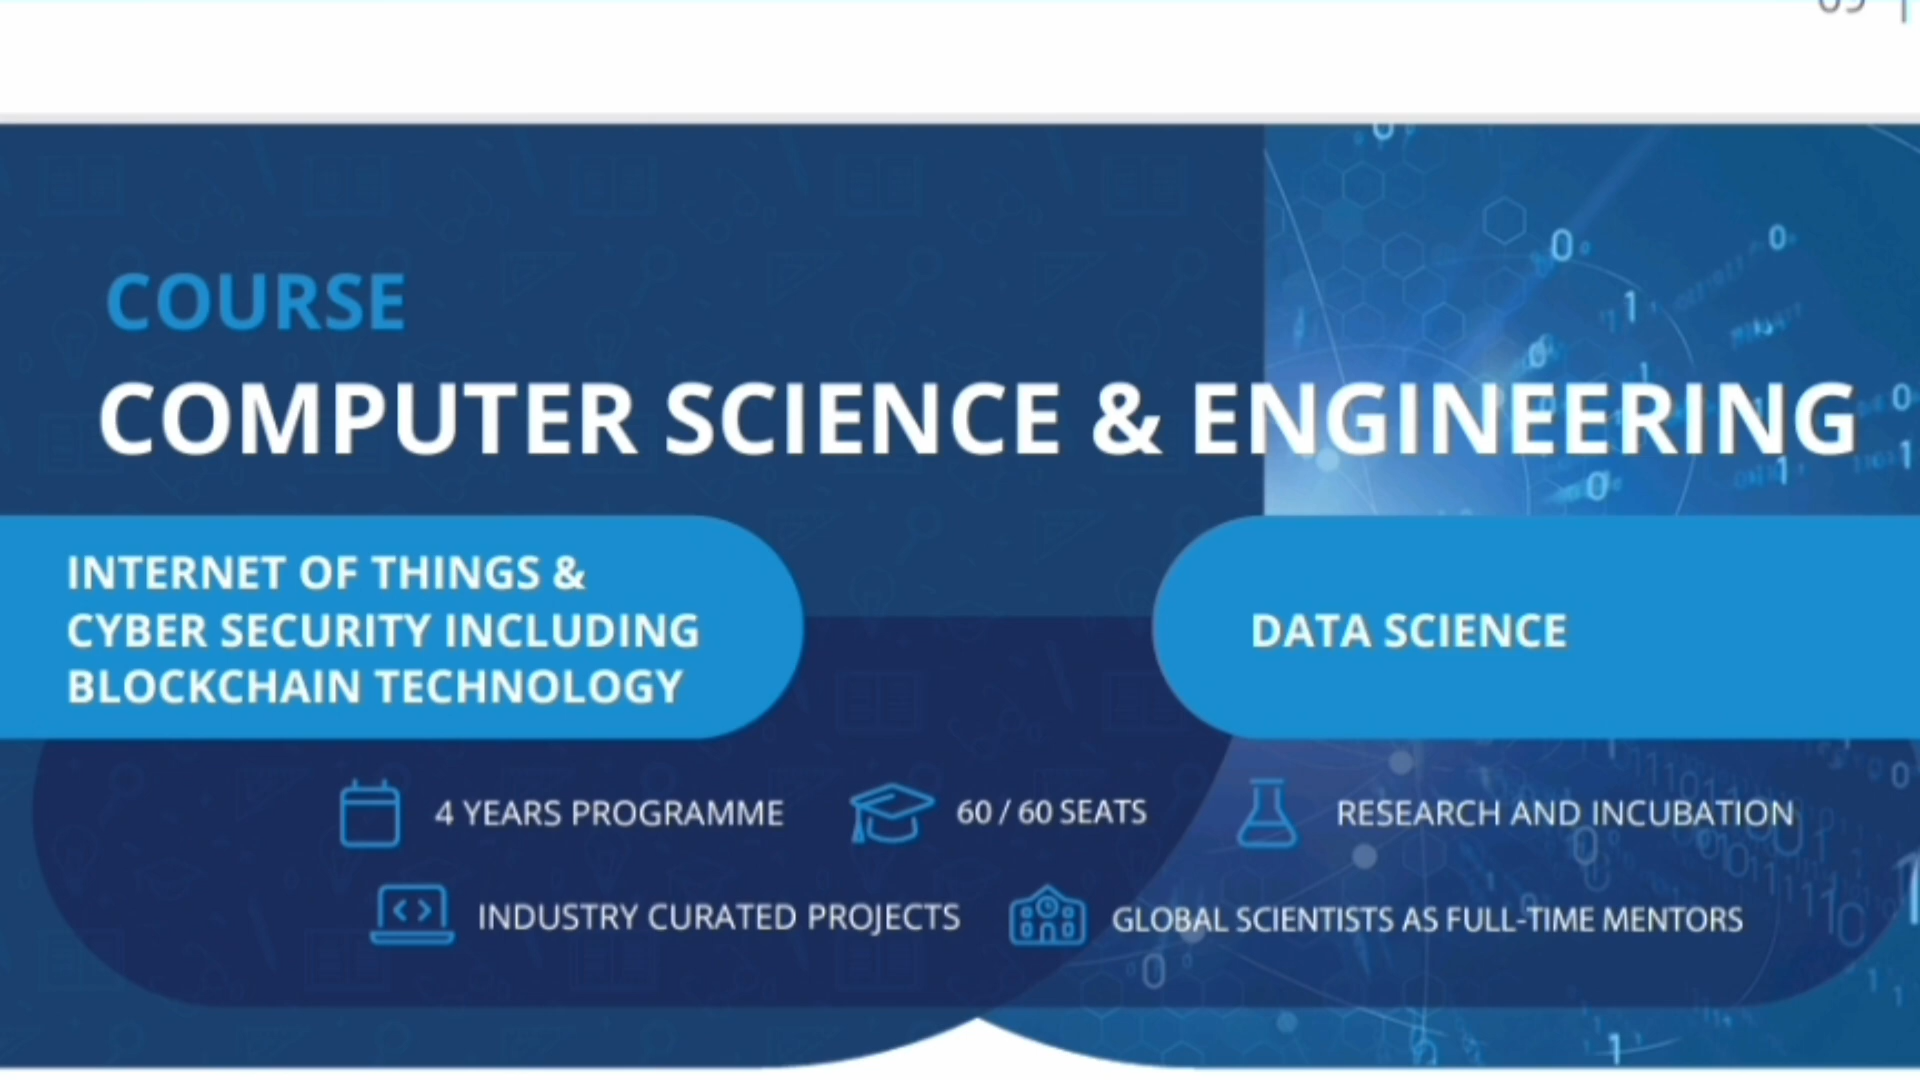 COURSE
COMPUTER SCIENCE & ENGINEERING
INTERNET OF THINGS &
CYBER SECURITY INCLUDING
BLOCKCHAIN TECHNOLOGY
DATA SCIENCE
4 YEARS PROGRAMME
60 / 60 SEATS
RESEARCH AND INCUBATION
INDUSTRY CURATED PROJECTS
GLOBAL SCIENTISTS AS FULL-TIME MENTORS